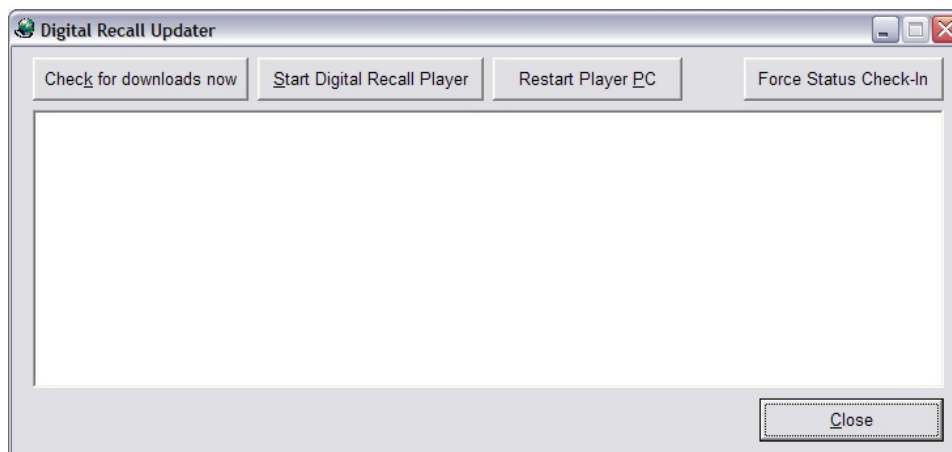 Digital Recall Updater
Check for downloads now Start Digital Recall Player Restart Player PC Force Status Check-In
Close